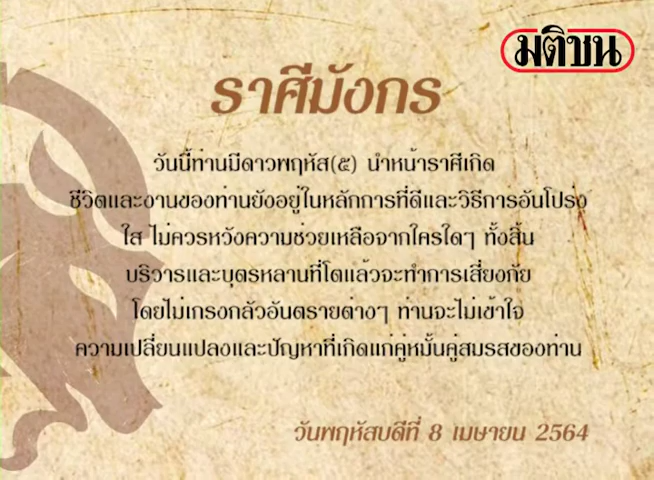 มติชน
ราศีมังกร
วันนี้ท่านมีดาวพฤหัส(๕) นำหน้าราศีเกิด
ชีวิตและงานของท่านยังอยู่ในหลักการที่ดีและวิธีการอันโปร่ง
ใส ไม่ควรหวังความช่วยเหลือจากใครใดๆ ทั้งสิ้น
บริวารและบุตรหลานที่โตแล้วจะทำการเสี่ยงภัย
โดยไม่เกรงกลัวอันตรายต่างๆ ท่านจะไม่เข้าใจ
ความเปลี่ยนแปลงและปัญหาที่เกิดแก่คู่หมั้นคู่สมรสของท่าน
วันพฤหัสบดีที่ 8 เมษายน 2564